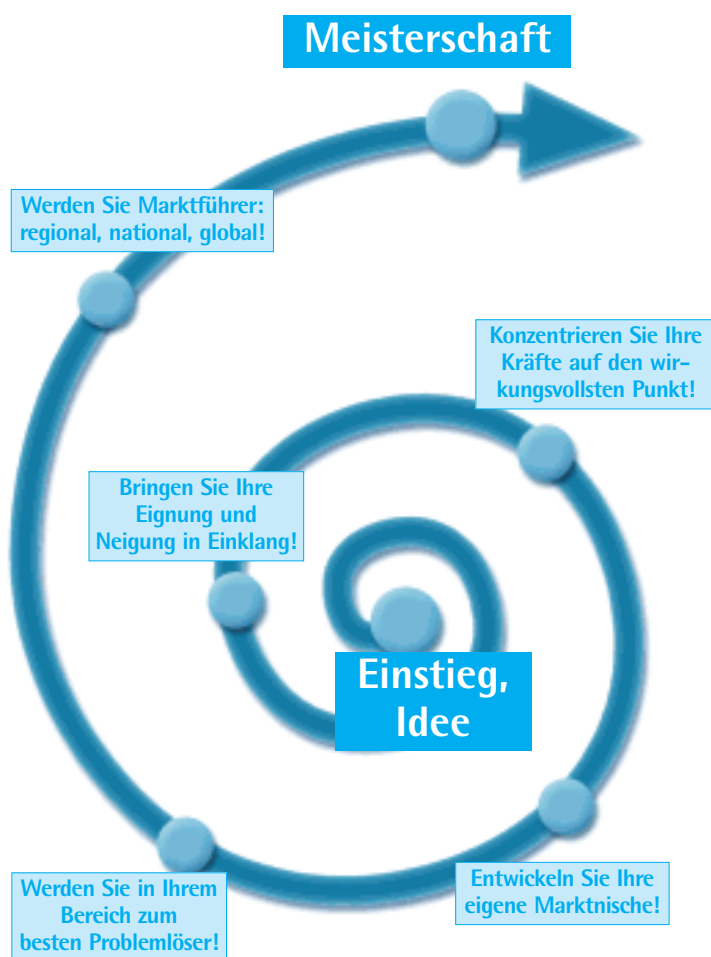 Meisterschaft
Werden Sie Marktführer:
regional, national, global!
Konzentrieren Sie Ihre
Kräfte auf den wir-
kungsvollsten Punkt!
Bringen Sie Ihre
Eignung und
Neigung in Einklang!
Einstieg,
Idee
Werden Sie in Ihrem
Bereich zum
besten Problemlöser!
Entwickeln Sie Ihre
eigene Marktnische!